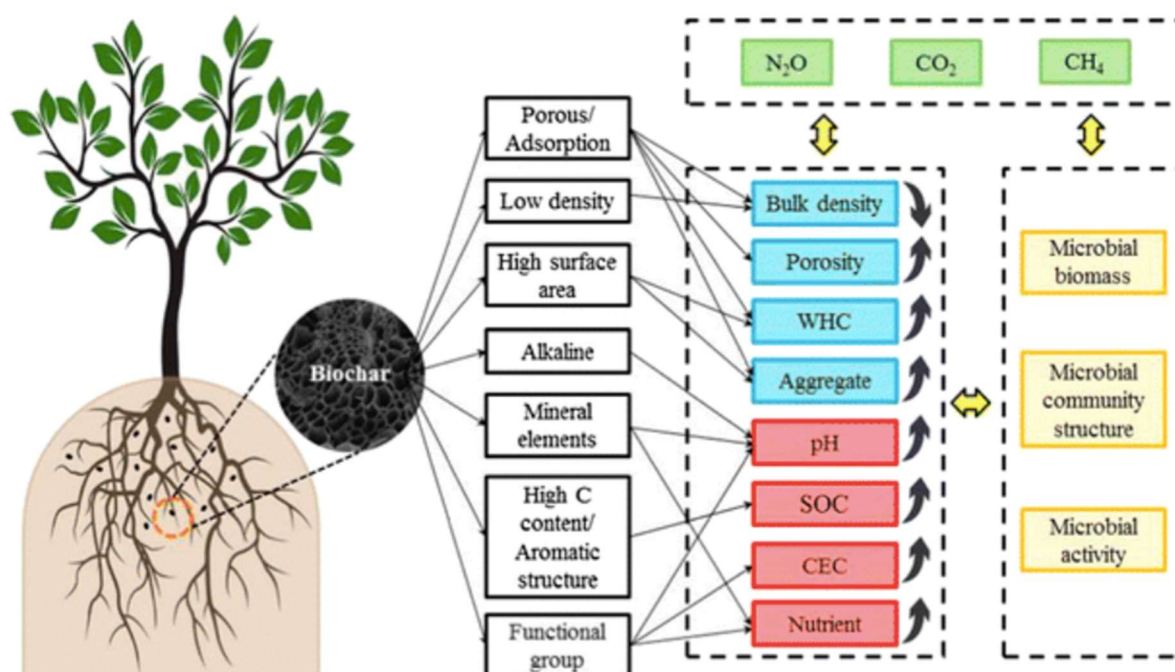 N₂O
CO₂
CH₄
Porous/
Adsorption
Low density
High surface
area
Alkaline
Mineral
elements
High C
content/
Aromatic
structure
Functional
group
Biochar
Bulk density
Porosity
WHC
Aggregate
pH
SOC
CEC
Nutrient
Microbial
biomass
Microbial
community
structure
Microbial
activity